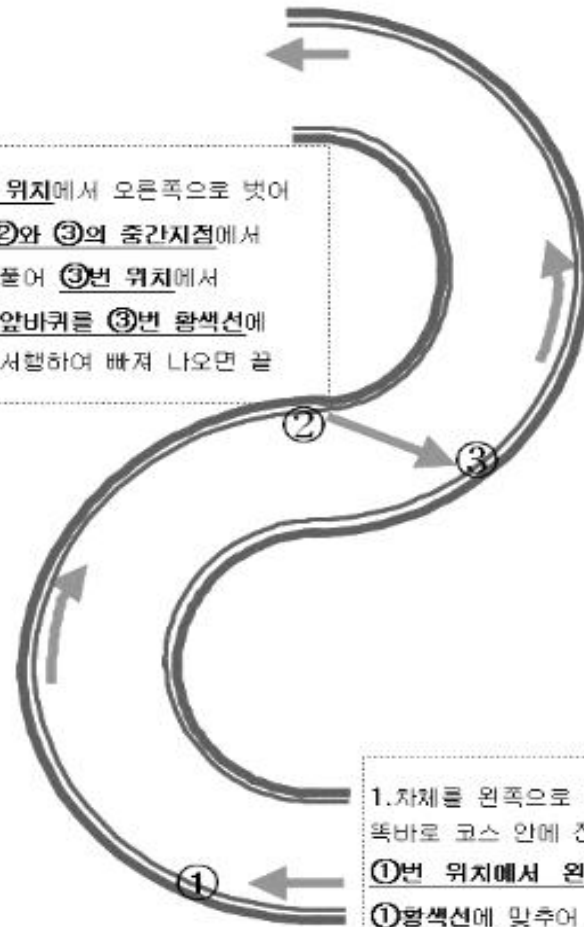 위치에서 오른쪽으로 벗어
②와 ③의 중간지점에서
풀어 ③번 위치에서
앞바퀴를 ③번 황색선에
서행하여 빠져 나오면 끝
②
③
1.차체를 왼쪽으로
똑바로 코스 안에
①번 위치에서 왼
①황색선에 맞추어
①